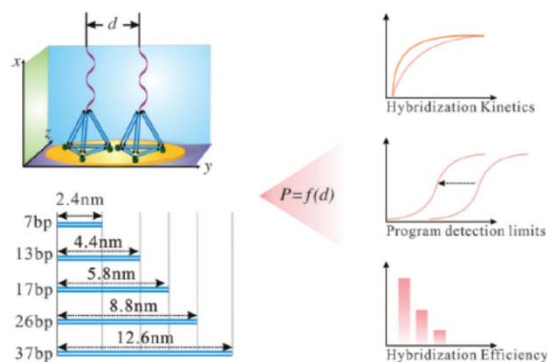 d
x
z
y
2.4nm
7bp
4.4nm
13bp
5.8nm
17bp
8.8nm
26bp
12.6nm
37bp
P=f(d)
Hybridization Kinetics
Program detection limits
Hybridization Efficiency